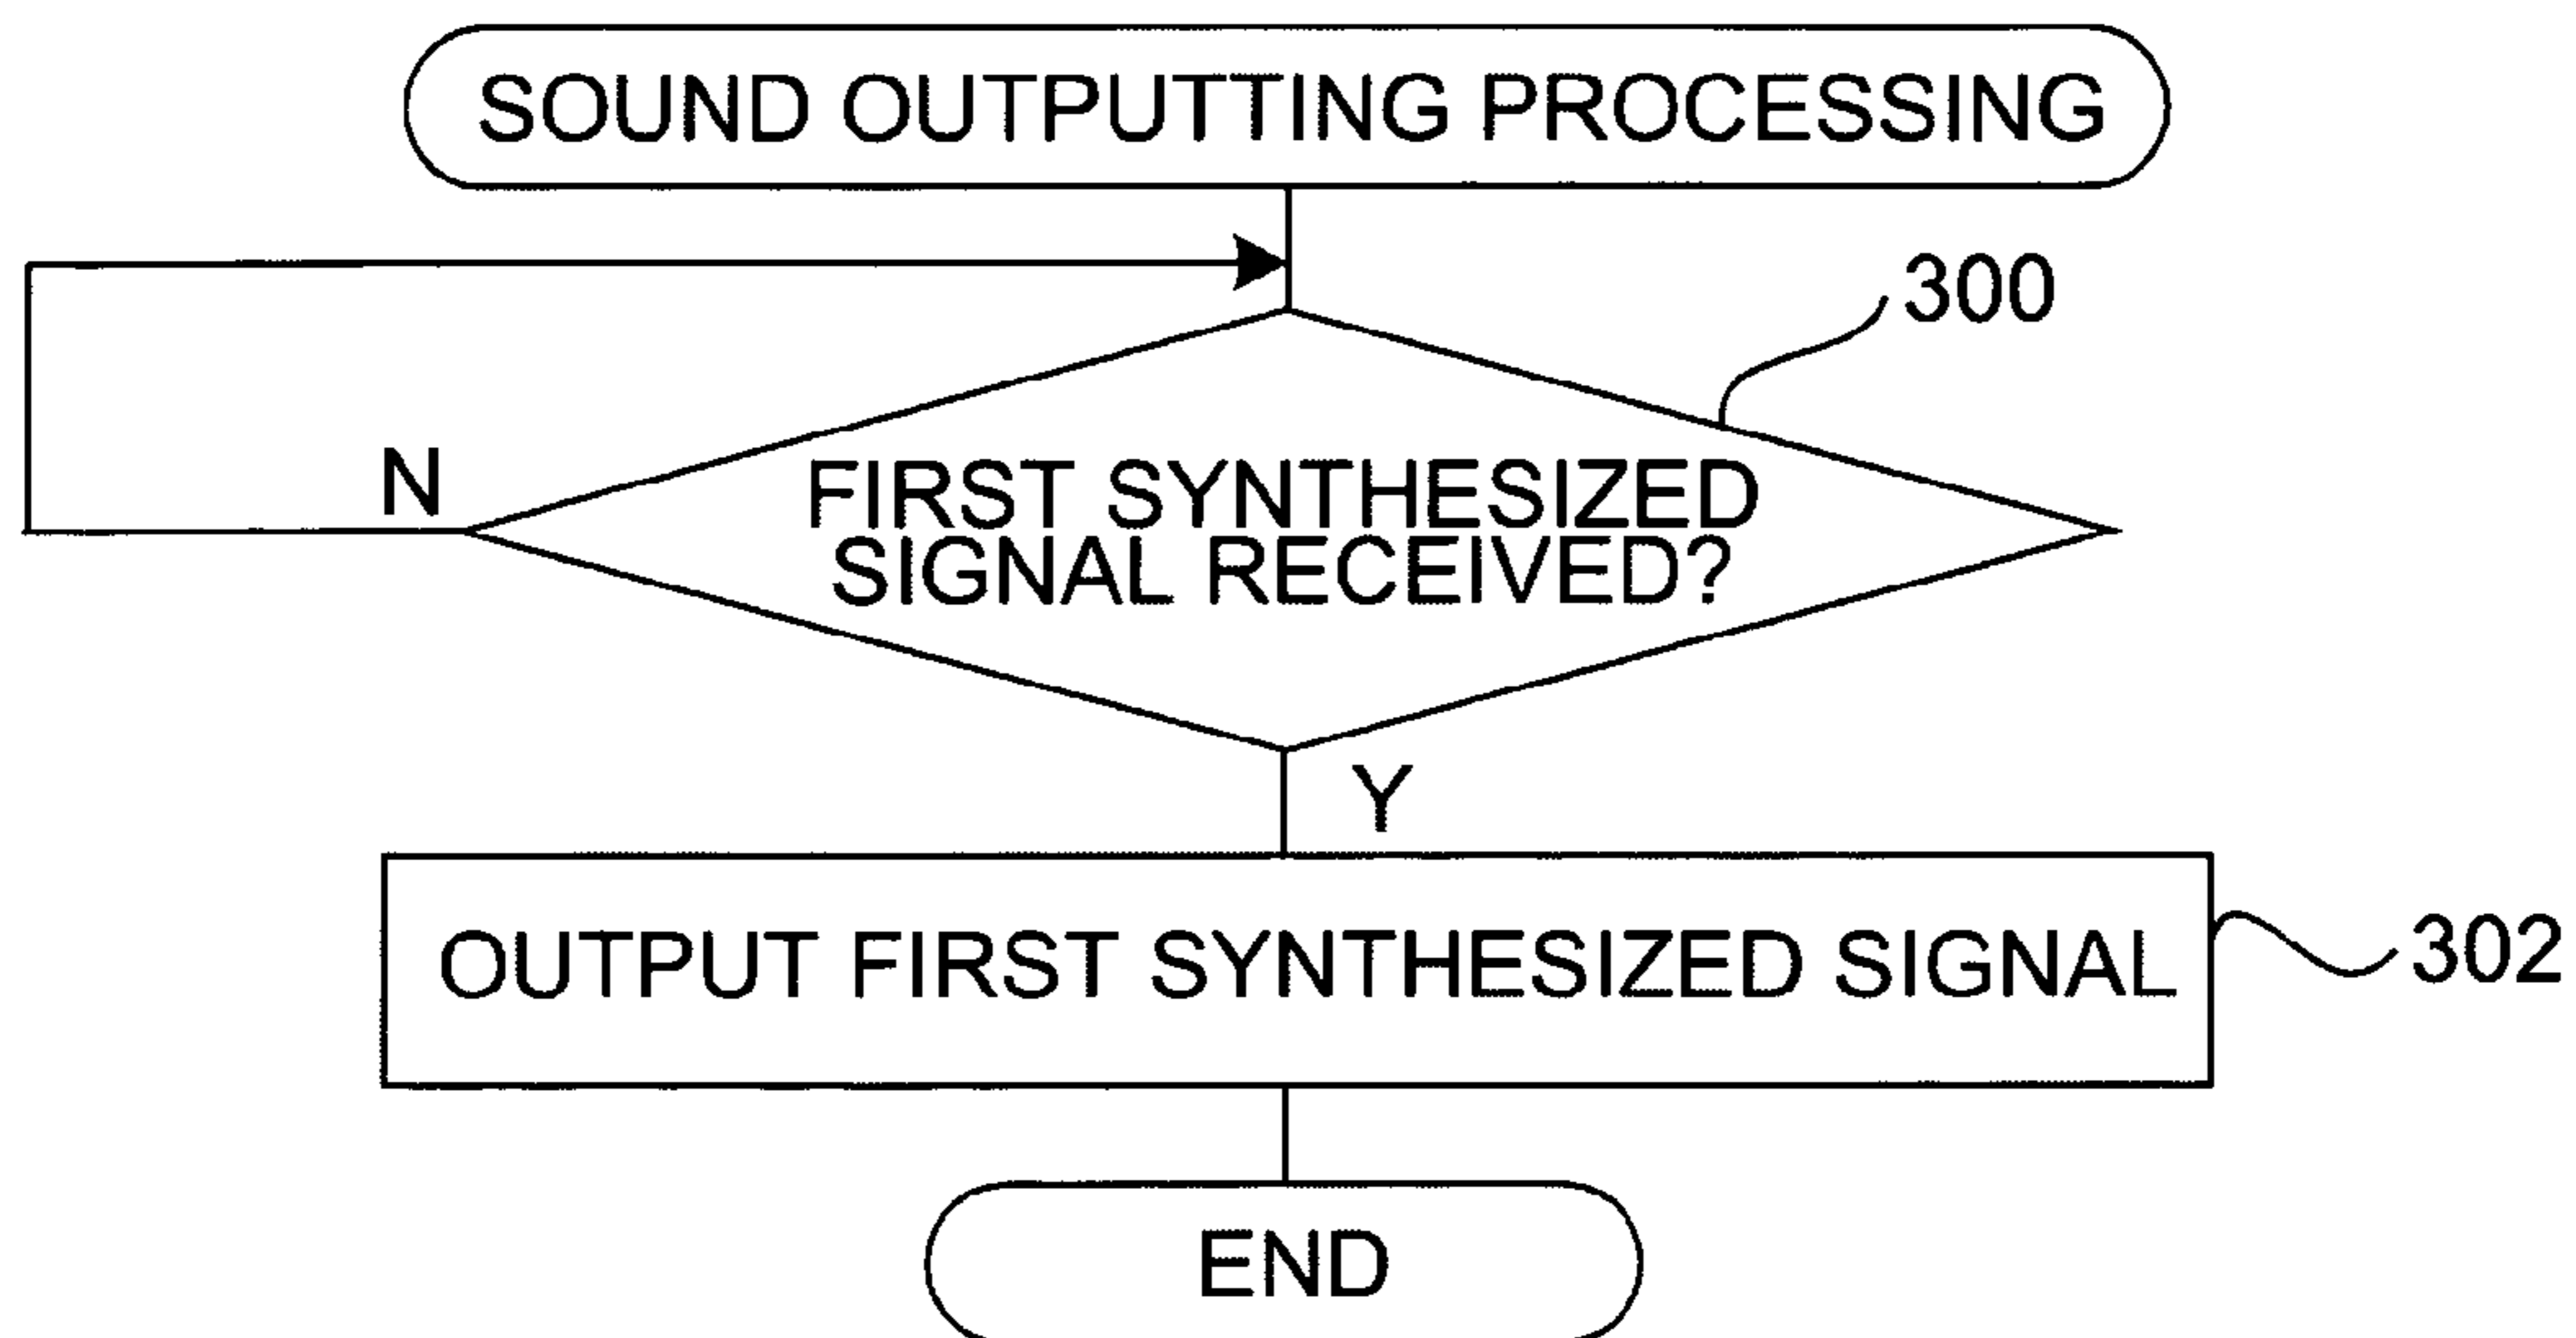 SOUND OUTPUTTING PROCESSING
300
N
FIRST SYNTHESIZED
SIGNAL RECEIVED?
Y
OUTPUT FIRST SYNTHESIZED SIGNAL
302
END